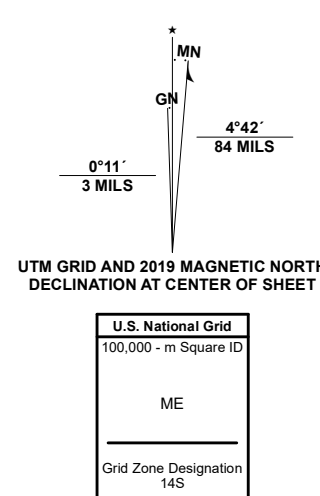 ★
MN
GN
4°42´
84 MILS
0°11´
3 MILS
UTM GRID AND 2019 MAGNETIC NORTH
DECLINATION AT CENTER OF SHEET
U.S. National Grid
100,000 - m Square ID
ME
Grid Zone Designation
14S